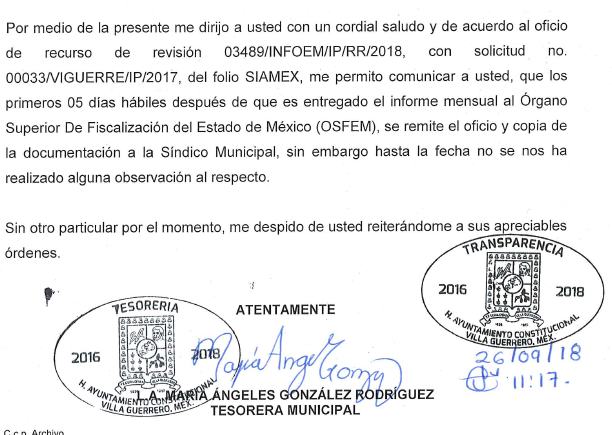 Por medio de la presente me dirijo a usted con un cordial saludo y de acuerdo al oficio
de recurso de revisión 03489/INFOEM/IP/RR/2018, con solicitud no.
00033/VIGUERRE/IP/2017, del folio SIAMEX, me permito comunicar a usted, que los
primeros 05 días hábiles después de que es entregado el informe mensual al Órgano
Superior De Fiscalización del Estado de México (OSFEM), se remite el oficio y copia de
la documentación a la Síndico Municipal, sin embargo hasta la fecha no se nos ha
realizado alguna observación al respecto.
Sin otro particular por el momento, me despido de usted reiterándome a sus apreciables
órdenes.
TRANSPARENCIA
2016 2018
H. AYUNTAMIENTO CONSTITUCIONAL
VILLA GUERRERO, MEX.
26/09/18
11:17.
TESORERIA
2016 2018
H. AYUNTAMIENTO CONSTITUCIONAL
VILLA GUERRERO, MEX.
ATENTAMENTE
L.A. MARÍA ÁNGELES GONZÁLEZ RODRÍGUEZ
TESORERA MUNICIPAL
C.c.p. Archivo